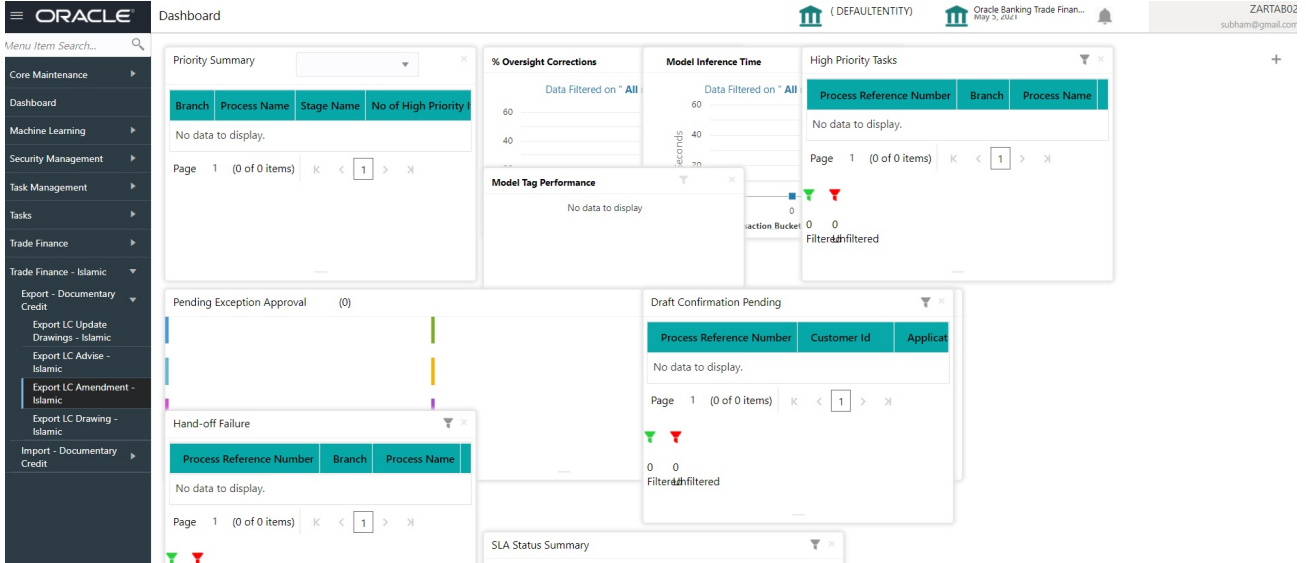 ORACLE
Dashboard
( DEFAULTENTITY)
Oracle Banking Trade Finan...
May 5, 2021
ZARTAB02
subham@gmail.com
Menu Item Search...
Core Maintenance
Dashboard
Machine Learning
Security Management
Task Management
Tasks
Trade Finance
Trade Finance - Islamic
Export - Documentary
Credit
Export LC Update
Drawings - Islamic
Export LC Advise -
Islamic
Export LC Amendment -
Islamic
Export LC Drawing -
Islamic
Import - Documentary
Credit
Priority Summary
Branch Process Name Stage Name No of High Priority
No data to display.
Page 1 (0 of 0 items) 1
% Oversight Corrections
Data Filtered on " All
60
40
Model Inference Time
Data Filtered on " All
60
40
20
0
Model Tag Performance
No data to display
High Priority Tasks
Process Reference Number Branch Process Name
No data to display.
Page 1 (0 of 0 items) 1
0 0
Filtered Unfiltered
Pending Exception Approval (0)
Draft Confirmation Pending
Process Reference Number Customer Id Applicat
No data to display.
Page 1 (0 of 0 items) 1
0 0
Filtered Unfiltered
Hand-off Failure
Process Reference Number Branch Process Name
No data to display.
Page 1 (0 of 0 items) 1
SLA Status Summary